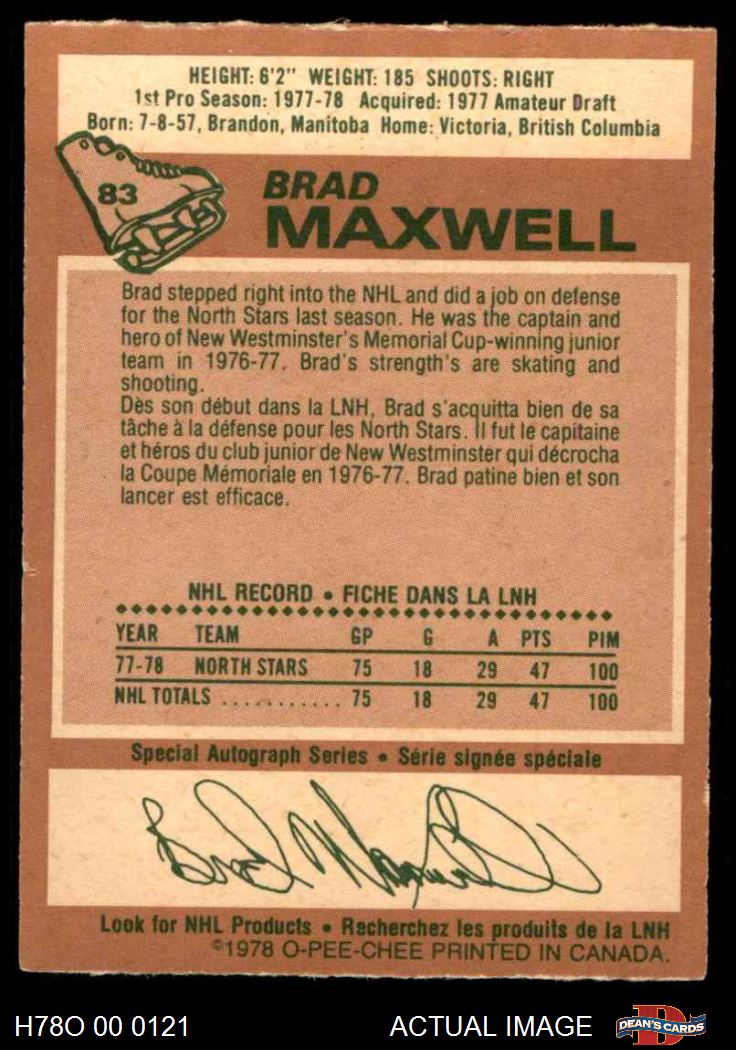 HEIGHT: 6'2" WEIGHT: 185 SHOOTS: RIGHT
1st Pro Season: 1977-78 Acquired: 1977 Amateur Draft
Born: 7-8-57, Brandon, Manitoba Home: Victoria, British Columbia
83
BRAD
MAXWELL
Brad stepped right into the NHL and did a job on defense
for the North Stars last season. He was the captain and
hero of New Westminster's Memorial Cup-winning junior
team in 1976-77. Brad's strength's are skating and
shooting.
Dès son début dans la LNH, Brad s'acquitta bien de sa
tâche à la défense pour les North Stars. Il fut le capitaine
et héros du club junior de New Westminster qui décrocha
la Coupe Mémoriale en 1976-77. Brad patine bien et son
lancer est efficace.
NHL RECORD • FICHE DANS LA LNH
YEAR TEAM GP G A PTS PIM
77-78 NORTH STARS 75 18 29 47 100
NHL TOTALS ........... 75 18 29 47 100
Special Autograph Series • Série signée spéciale
Brad Maxwell
Look for NHL Products • Recherchez les produits de la LNH
©1978 O-PEE-CHEE PRINTED IN CANADA.
H78O 00 0121 ACTUAL IMAGE D DEAN'S CARDS